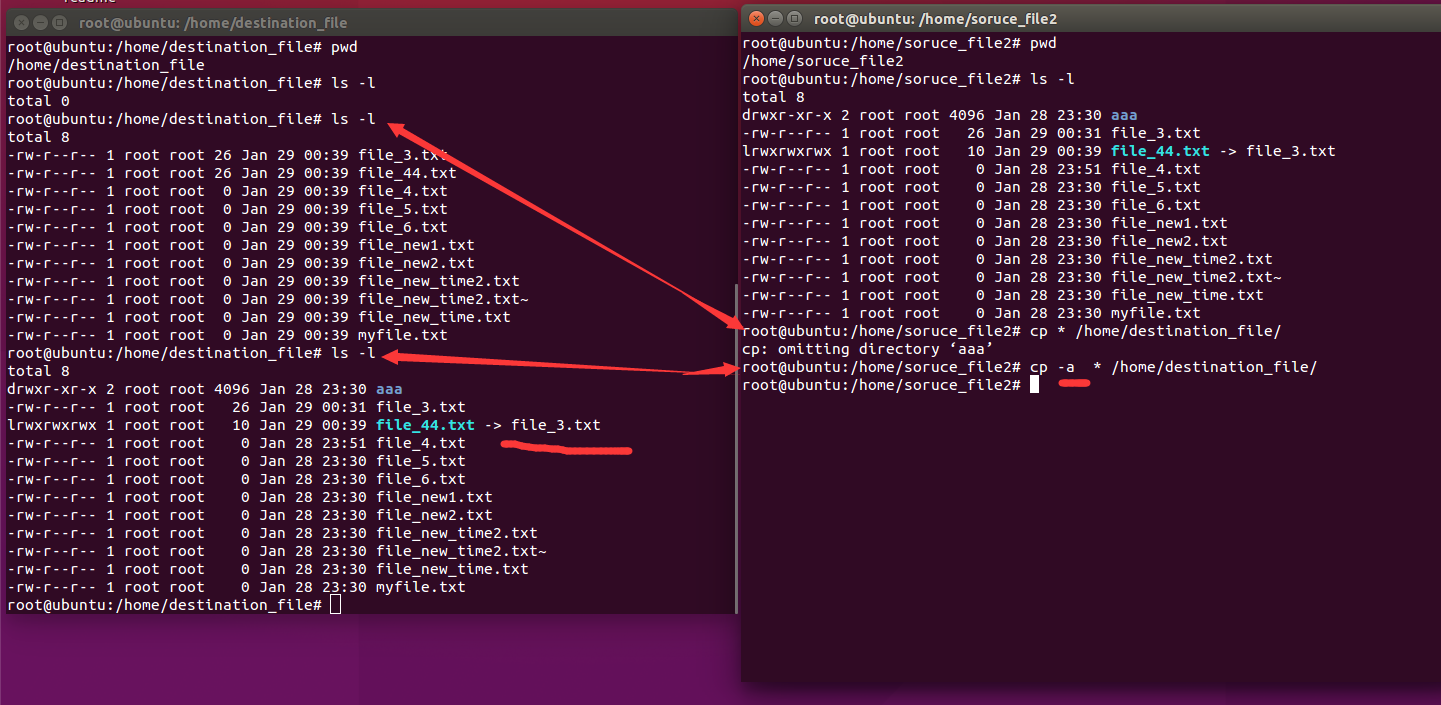 readme
root@ubuntu: /home/destination_file
root@ubuntu:/home/destination_file# pwd
/home/destination_file
root@ubuntu:/home/destination_file# ls -l
total 0
root@ubuntu:/home/destination_file# ls -l
total 8
-rw-r--r-- 1 root root 26 Jan 29 00:39 file_3.txt
-rw-r--r-- 1 root root 26 Jan 29 00:39 file_44.txt
-rw-r--r-- 1 root root  0 Jan 29 00:39 file_4.txt
-rw-r--r-- 1 root root  0 Jan 29 00:39 file_5.txt
-rw-r--r-- 1 root root  0 Jan 29 00:39 file_6.txt
-rw-r--r-- 1 root root  0 Jan 29 00:39 file_new1.txt
-rw-r--r-- 1 root root  0 Jan 29 00:39 file_new2.txt
-rw-r--r-- 1 root root  0 Jan 29 00:39 file_new_time2.txt
-rw-r--r-- 1 root root  0 Jan 29 00:39 file_new_time2.txt~
-rw-r--r-- 1 root root  0 Jan 29 00:39 file_new_time.txt
-rw-r--r-- 1 root root  0 Jan 29 00:39 myfile.txt
root@ubuntu:/home/destination_file# ls -l
total 8
drwxr-xr-x 2 root root 4096 Jan 28 23:30 aaa
-rw-r--r-- 1 root root   26 Jan 29 00:31 file_3.txt
lrwxrwxrwx 1 root root   10 Jan 29 00:39 file_44.txt -> file_3.txt
-rw-r--r-- 1 root root    0 Jan 28 23:51 file_4.txt
-rw-r--r-- 1 root root    0 Jan 28 23:30 file_5.txt
-rw-r--r-- 1 root root    0 Jan 28 23:30 file_6.txt
-rw-r--r-- 1 root root    0 Jan 28 23:30 file_new1.txt
-rw-r--r-- 1 root root    0 Jan 28 23:30 file_new2.txt
-rw-r--r-- 1 root root    0 Jan 28 23:30 file_new_time2.txt
-rw-r--r-- 1 root root    0 Jan 28 23:30 file_new_time2.txt~
-rw-r--r-- 1 root root    0 Jan 28 23:30 file_new_time.txt
-rw-r--r-- 1 root root    0 Jan 28 23:30 myfile.txt
root@ubuntu:/home/destination_file#
root@ubuntu: /home/soruce_file2
root@ubuntu:/home/soruce_file2# pwd
/home/soruce_file2
root@ubuntu:/home/soruce_file2# ls -l
total 8
drwxr-xr-x 2 root root 4096 Jan 28 23:30 aaa
-rw-r--r-- 1 root root   26 Jan 29 00:31 file_3.txt
lrwxrwxrwx 1 root root   10 Jan 29 00:39 file_44.txt -> file_3.txt
-rw-r--r-- 1 root root    0 Jan 28 23:51 file_4.txt
-rw-r--r-- 1 root root    0 Jan 28 23:30 file_5.txt
-rw-r--r-- 1 root root    0 Jan 28 23:30 file_6.txt
-rw-r--r-- 1 root root    0 Jan 28 23:30 file_new1.txt
-rw-r--r-- 1 root root    0 Jan 28 23:30 file_new2.txt
-rw-r--r-- 1 root root    0 Jan 28 23:30 file_new_time2.txt
-rw-r--r-- 1 root root    0 Jan 28 23:30 file_new_time2.txt~
-rw-r--r-- 1 root root    0 Jan 28 23:30 file_new_time.txt
-rw-r--r-- 1 root root    0 Jan 28 23:30 myfile.txt
root@ubuntu:/home/soruce_file2# cp * /home/destination_file/
cp: omitting directory ‘aaa’
root@ubuntu:/home/soruce_file2# cp -a  * /home/destination_file/
root@ubuntu:/home/soruce_file2#